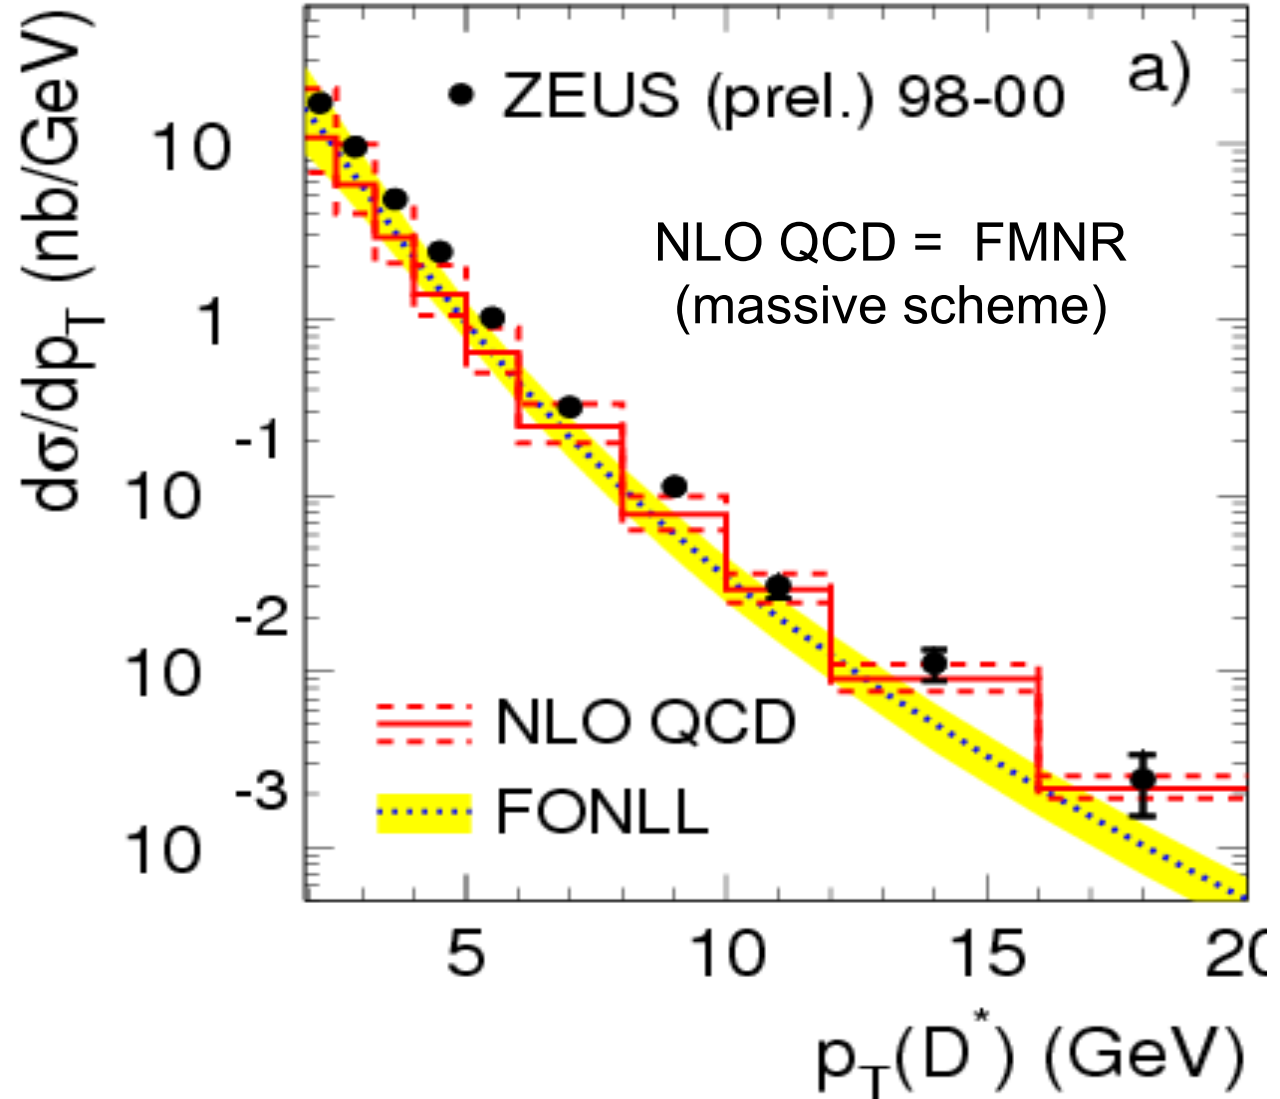 a)
ZEUS (prel.) 98-00
NLO QCD = FMNR
(massive scheme)
dσ/dp_T (nb/GeV)
10
1
10 -1
10 -2
10 -3
NLO QCD
FONLL
5 10 15 20
p_T(D*) (GeV)